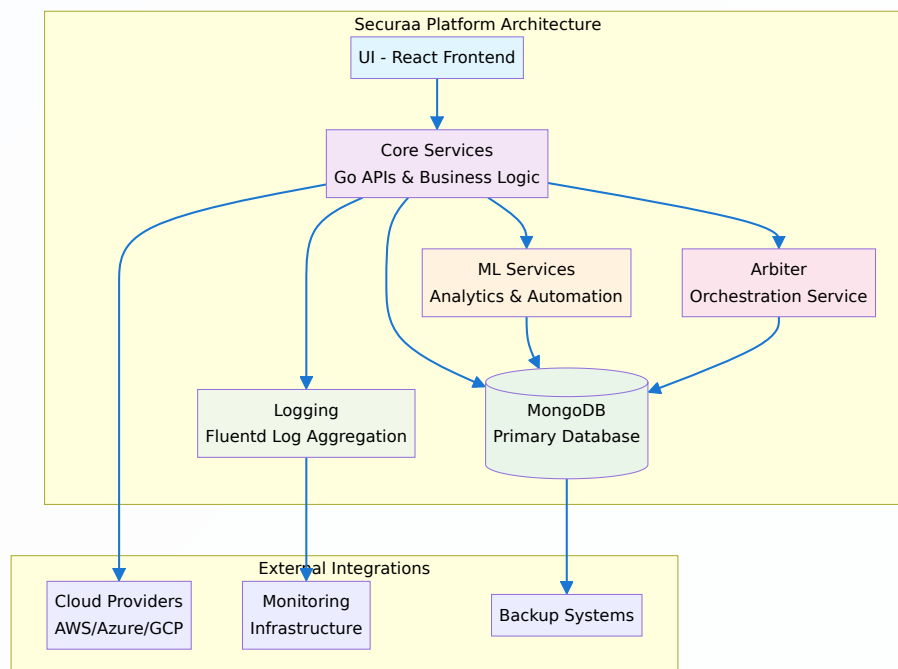 Securaa Platform Architecture
UI - React Frontend
Core Services
Go APIs & Business Logic
ML Services
Analytics & Automation
Arbiter
Orchestration Service
Logging
Fluentd Log Aggregation
MongoDB
Primary Database
External Integrations
Cloud Providers
AWS/Azure/GCP
Monitoring
Infrastructure
Backup Systems